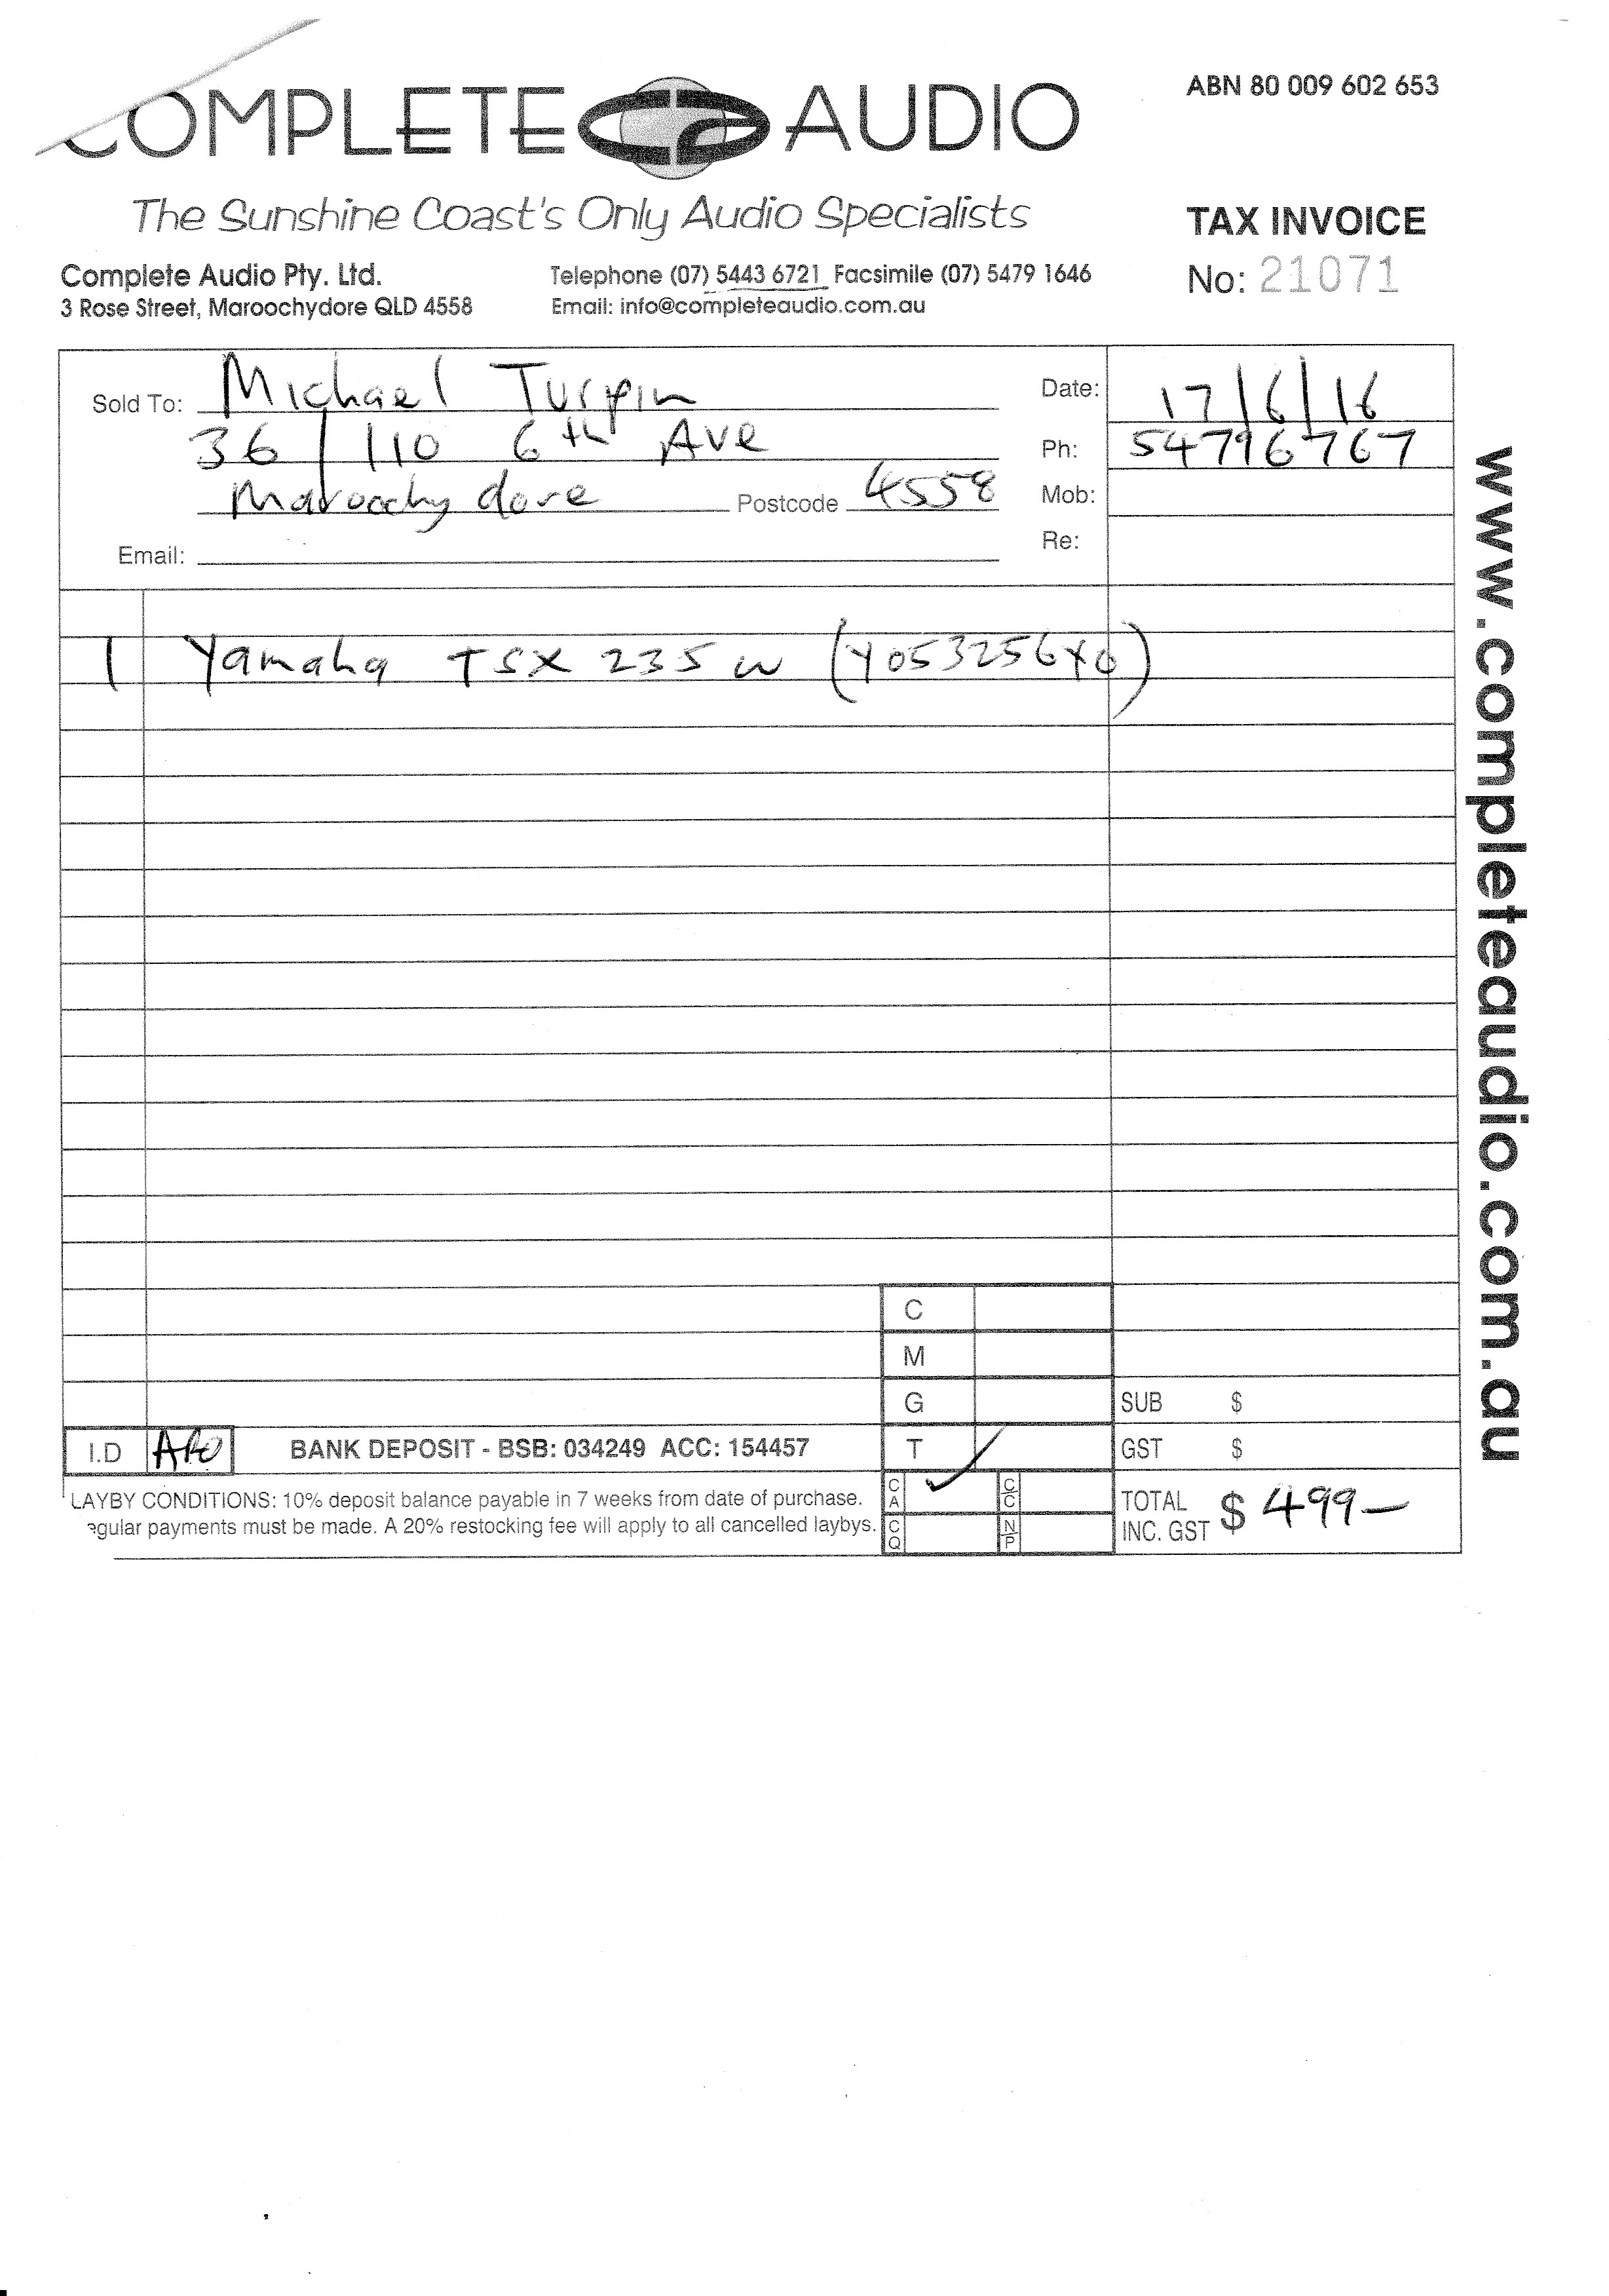 COMPLETE AUDIO
ABN 80 009 602 653
The Sunshine Coast's Only Audio Specialists
TAX INVOICE
Complete Audio Pty. Ltd.
Telephone (07) 5443 6721 Facsimile (07) 5479 1646
No: 21071
3 Rose Street, Maroochydore QLD 4558
Email: info@completeaudio.com.au
Sold To: Michael Turpin
Date: 17/6/16
36/110 6th Ave
Ph: 54796767
Maroochydore Postcode 4558
Mob:
Re:
Email:
1 Yamaha TSX 235 W (Y053256Y0)
www.completeaudio.com.au
C
M
G
SUB $
I.D
BANK DEPOSIT - BSB: 034249 ACC: 154457
T
GST $
LAYBY CONDITIONS: 10% deposit balance payable in 7 weeks from date of purchase.
egular payments must be made. A 20% restocking fee will apply to all cancelled laybys.
CA
C/C
CQ
N/P
TOTAL
INC. GST $ 499-